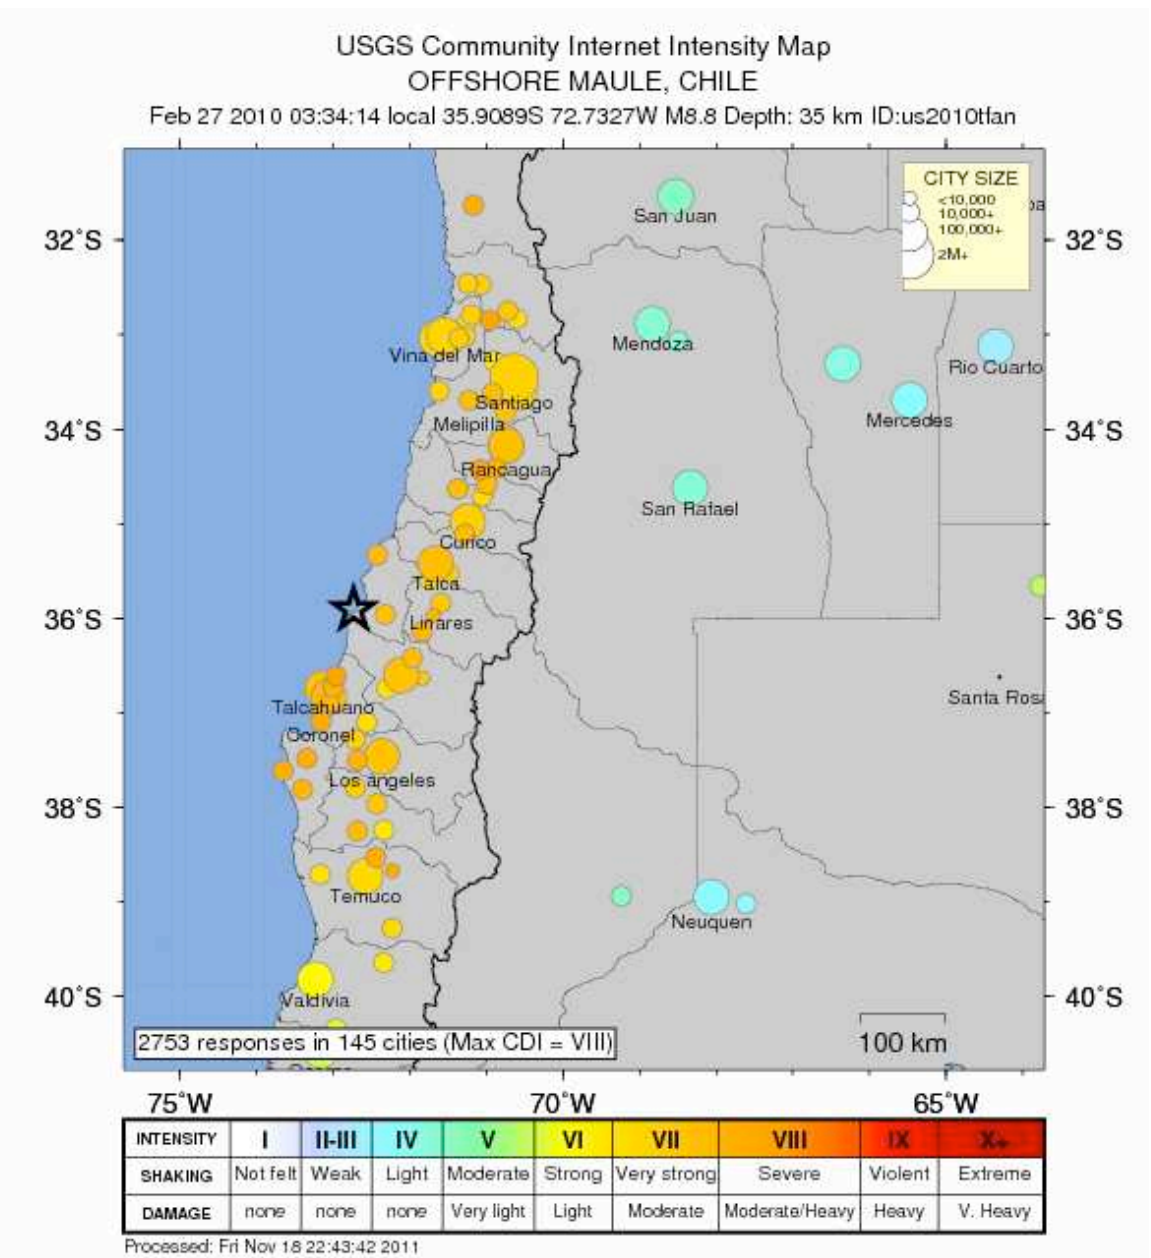 USGS Community Internet Intensity Map
OFFSHORE MAULE, CHILE
Feb 27 2010 03:34:14 local 35.9089S 72.7327W M8.8 Depth: 35 km ID:us2010tfan
CITY SIZE
<10,000
10,000+
100,000+
2M+
San Juan
32°S
32°S
Mendoza
Vina del Mar
Rio Cuarto
Santiago
Mercedes
Melipilla
34°S
34°S
Rancagua
San Rafael
Curico
Talca
36°S
Linares
36°S
Santa Rosa
Talcahuano
Coronel
Los angeles
38°S
38°S
Temuco
Neuquen
40°S
Valdivia
40°S
2753 responses in 145 cities (Max CDI = VIII)
100 km
75°W 70°W 65°W
INTENSITY I II-III IV V VI VII VIII IX X+
SHAKING Not felt Weak Light Moderate Strong Very strong Severe Violent Extreme
DAMAGE none none none Very light Light Moderate Moderate/Heavy Heavy V. Heavy
Processed: Fri Nov 18 22:43:42 2011